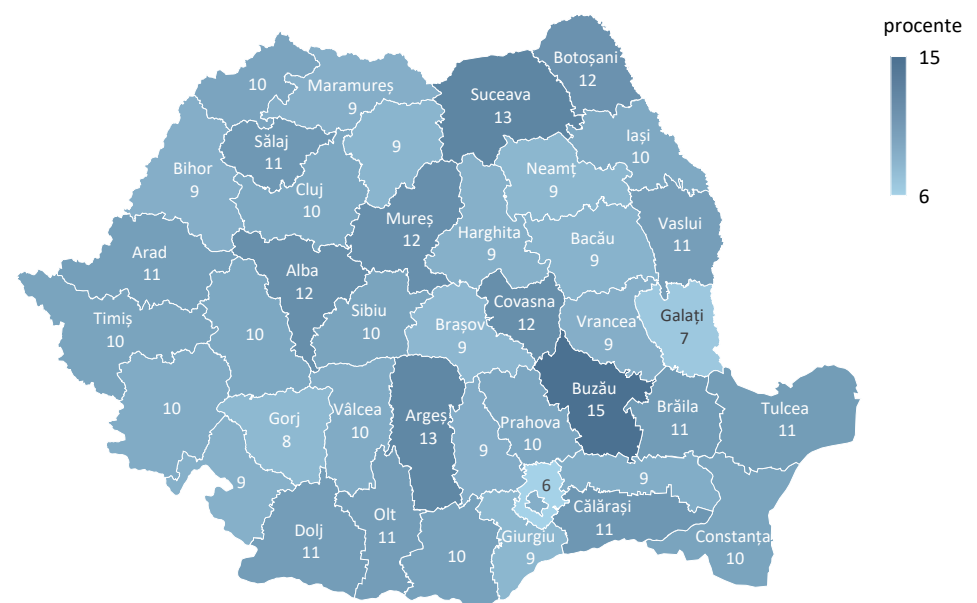 procente
15
6
Botoșani
12
Suceava
13
10
Maramureș
9
Iași
10
Sălaj
11
9
Neamț
9
Bihor
9
Cluj
10
Mureș
12
Harghita
9
Bacău
9
Vaslui
11
Arad
11
Alba
12
Sibiu
10
Covasna
12
Brașov
9
Vrancea
9
Galați
7
Timiș
10
10
10
Gorj
8
Vâlcea
10
Argeș
13
Prahova
10
9
Buzău
15
Brăila
11
Tulcea
11
9
6
9
Călărași
11
Dolj
11
Olt
11
10
Giurgiu
9
Constanța
10